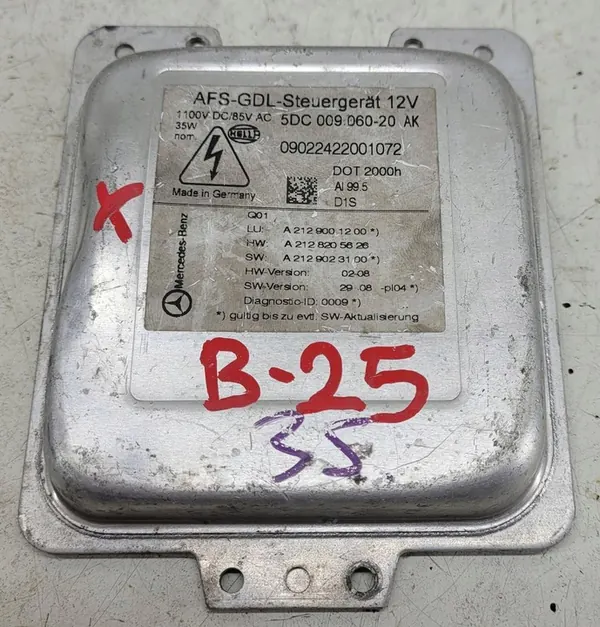 AFS-GDL-Steuergerät 12V
1100V DC/85V AC 5DC 009 060-20 AK
35W
nom.
HELLA
09022422001072
DOT 2000h
Al 99.5
D1S
Made in Germany
Mercedes-Benz
Q01
LU: A 212 900 12 00 *)
HW: A 212 820 56 26
SW: A 212 902 31 00 *)
HW-Version: 02-08
SW-Version: 29 08 -pl04 *)
Diagnostic-ID: 0009 *)
*) gültig bis zu evtl. SW-Aktualisierung
X
B-25
35